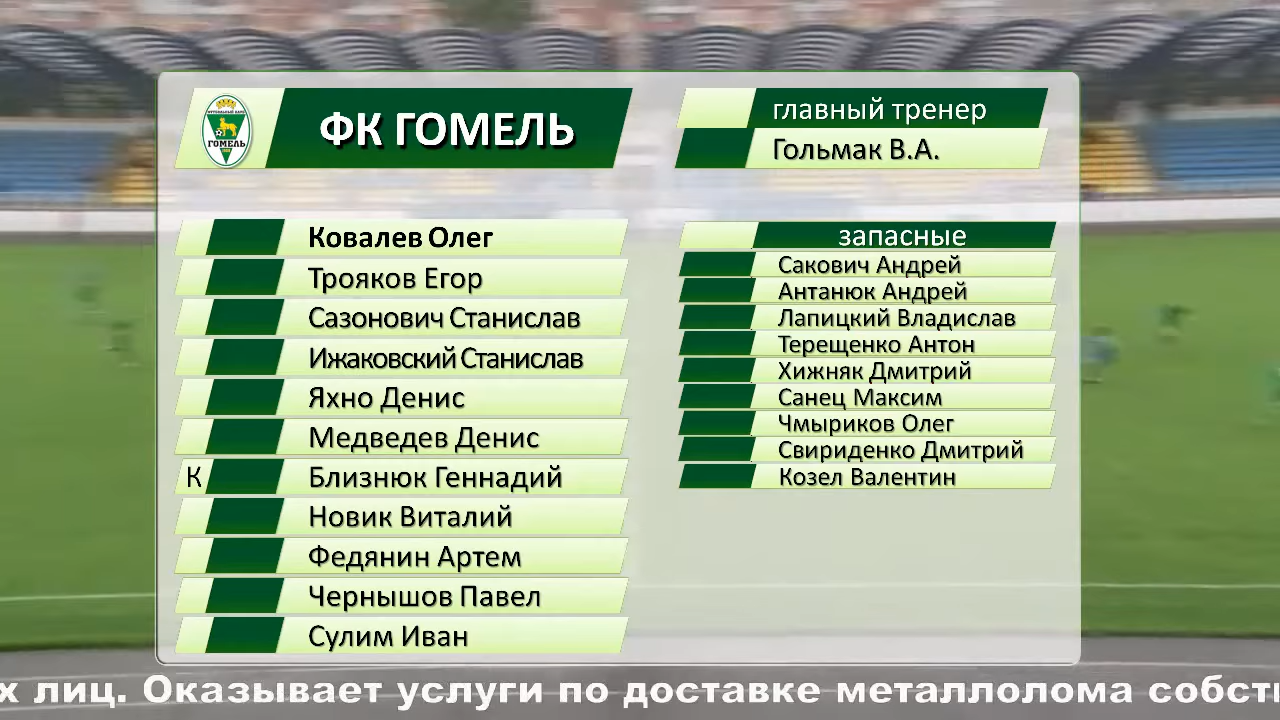 ГОМЕЛЬ
ФК ГОМЕЛЬ
главный тренер
Гольмак В.А.
Ковалев Олег
Трояков Егор
Сазонович Станислав
Ижаковский Станислав
Яхно Денис
Медведев Денис
К Близнюк Геннадий
Новик Виталий
Федянин Артем
Чернышов Павел
Сулим Иван
запасные
Сакович Андрей
Антанюк Андрей
Лапицкий Владислав
Терещенко Антон
Хижняк Дмитрий
Санец Максим
Чмыриков Олег
Свириденко Дмитрий
Козел Валентин
х лиц. Оказывает услуги по доставке металлолома собст